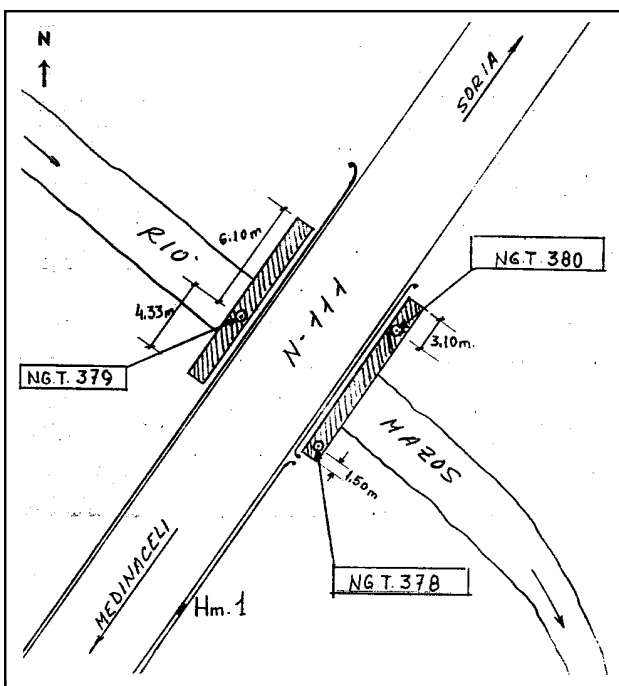 N
SORIA
RIO
6.10m
NG.T. 380
4.33m
N-111
3.10m.
NG.T. 379
MAZOS
1.50m
MEDINACELI
NG.T. 378
Hm. 1